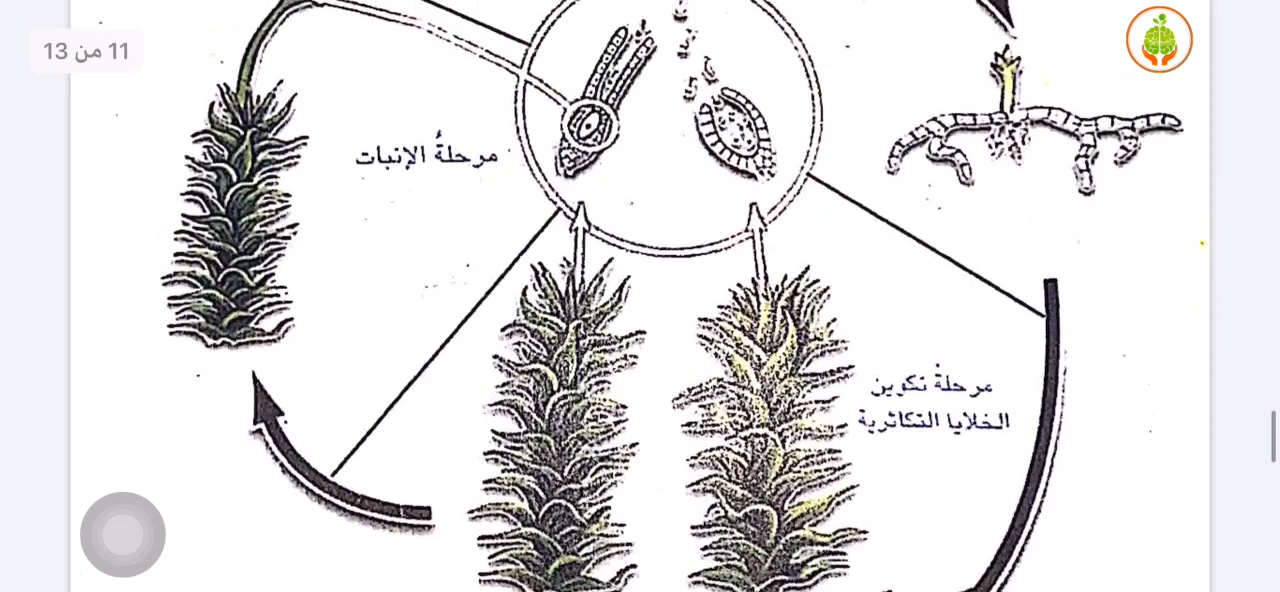 11 من 13
مرحلةُ الإنبات
مرحلةُ تكوين
الخلايا التكاثرية